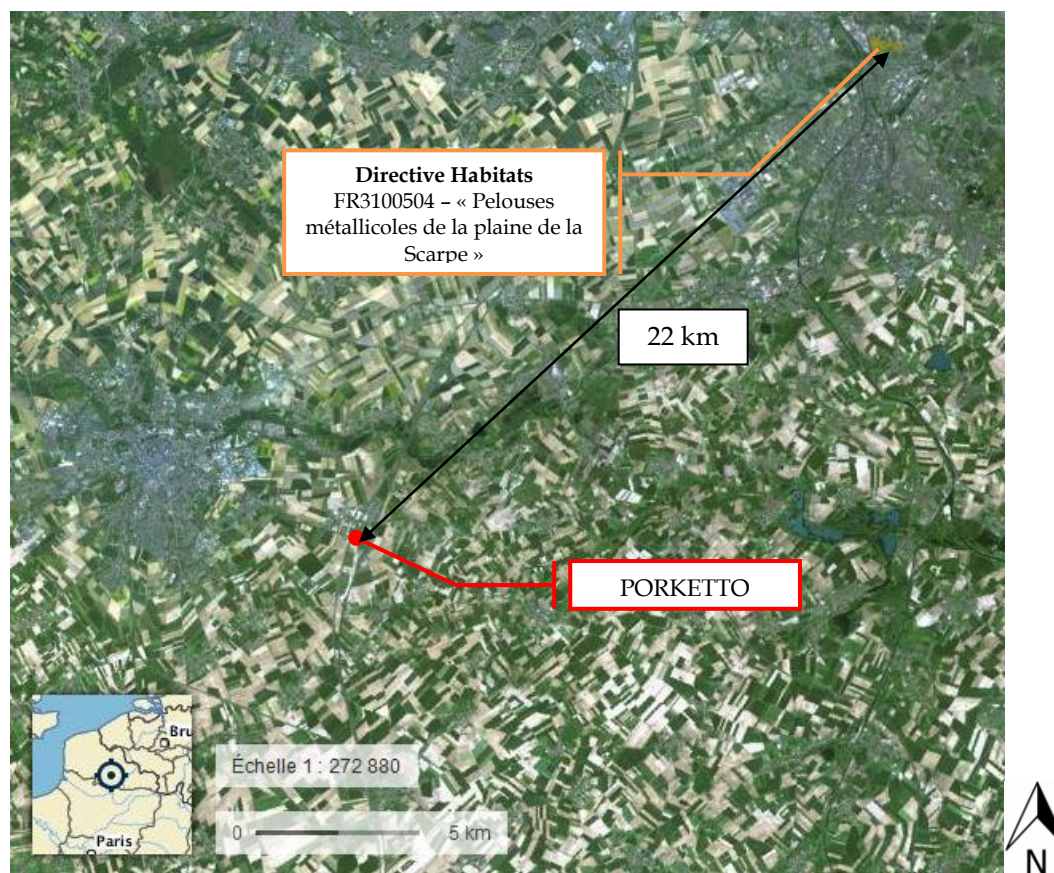 Directive Habitats
FR3100504 – « Pelouses
métallicoles de la plaine de la
Scarpe »
22 km
PORKETTO
Bru
Paris
Échelle 1 : 272 880
0 5 km
N